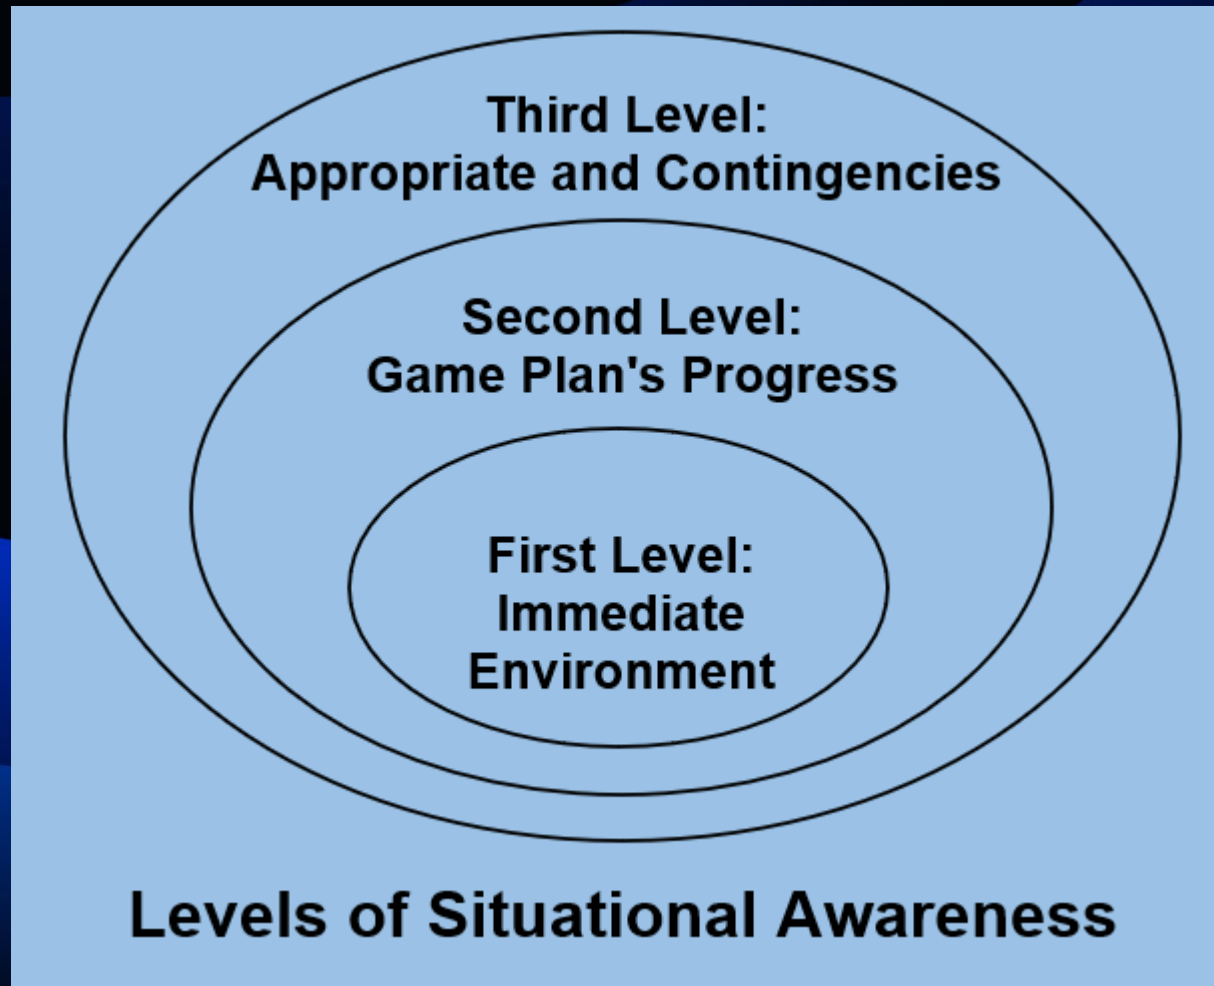 Third Level:
Appropriate and Contingencies
Second Level:
Game Plan's Progress
First Level:
Immediate
Environment
Levels of Situational Awareness